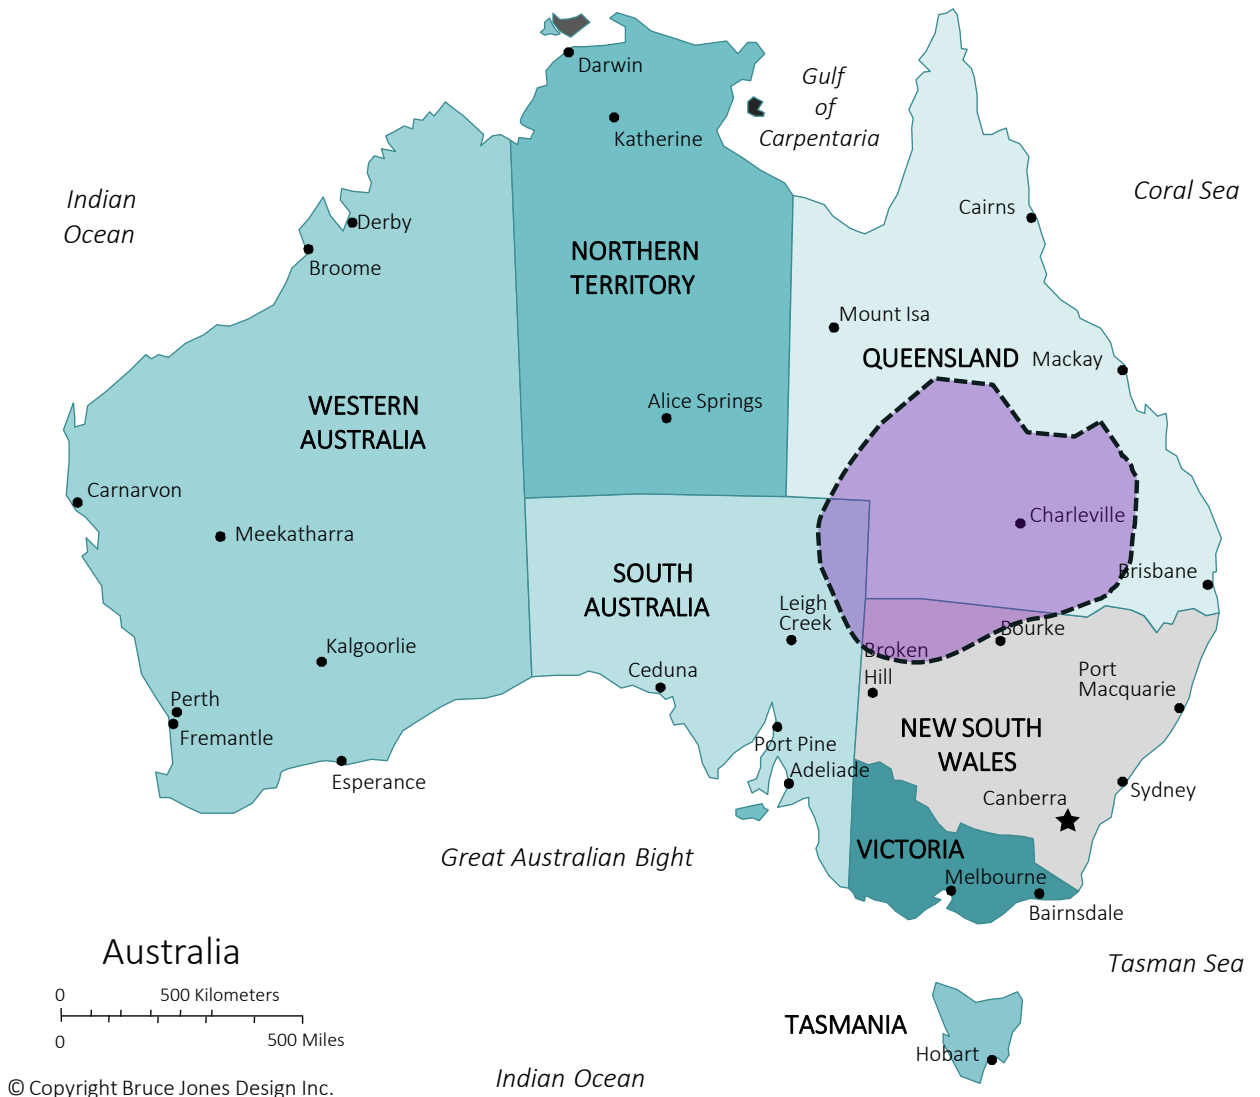 Darwin
Gulf
of
Carpentaria
Katherine
Indian
Ocean
Coral Sea
Derby
Cairns
Broome
NORTHERN
TERRITORY
Mount Isa
QUEENSLAND
Mackay
WESTERN
AUSTRALIA
Alice Springs
Carnarvon
Meekatharra
Charleville
SOUTH
AUSTRALIA
Brisbane
Leigh
Creek
Bourke
Kalgoorlie
Broken
Hill
Ceduna
Port
Macquarie
Perth
Fremantle
Port Pine
NEW SOUTH
WALES
Adeliade
Esperance
Canberra
Sydney
Great Australian Bight
VICTORIA
Melbourne
Bairnsdale
Australia
Tasman Sea
0
500 Kilometers
0
500 Miles
TASMANIA
Hobart
Indian Ocean
© Copyright Bruce Jones Design Inc.